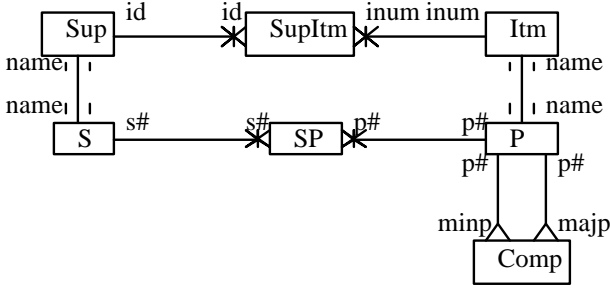 Sup id id SupItm inum inum Itm
name name
name name
S s# s# SP p# p# P
p# p#
minp majp
Comp